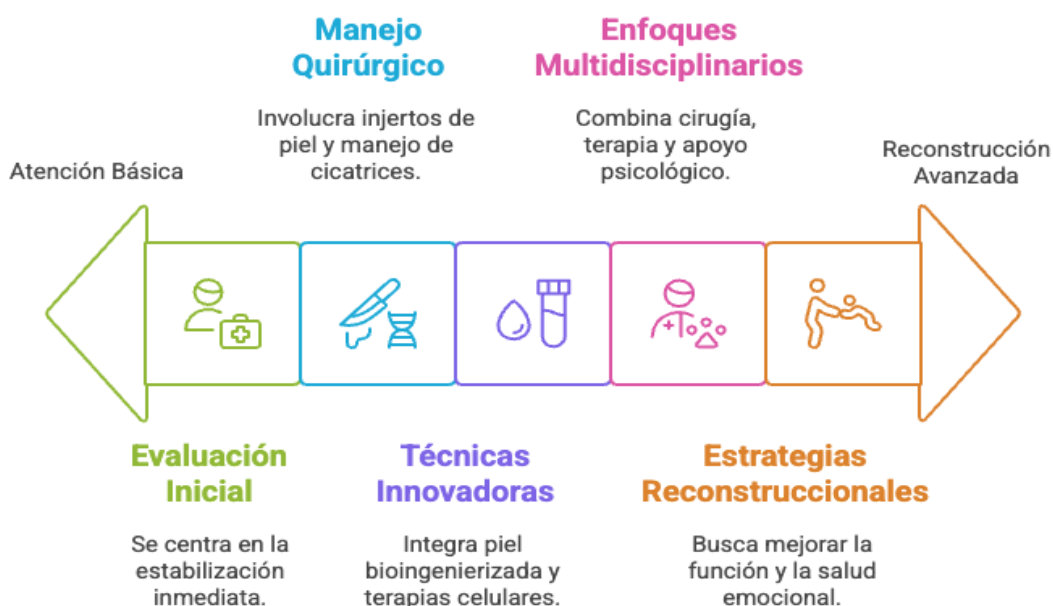 Manejo
Quirúrgico
Involucra injertos de
piel y manejo de
cicatrices.
Enfoques
Multidisciplinarios
Combina cirugía,
terapia y apoyo
psicológico.
Atención Básica
Reconstrucción
Avanzada
Evaluación
Inicial
Se centra en la
estabilización
inmediata.
Técnicas
Innovadoras
Integra piel
bioingenierizada y
terapias celulares.
Estrategias
Reconstruccionales
Busca mejorar la
función y la salud
emocional.